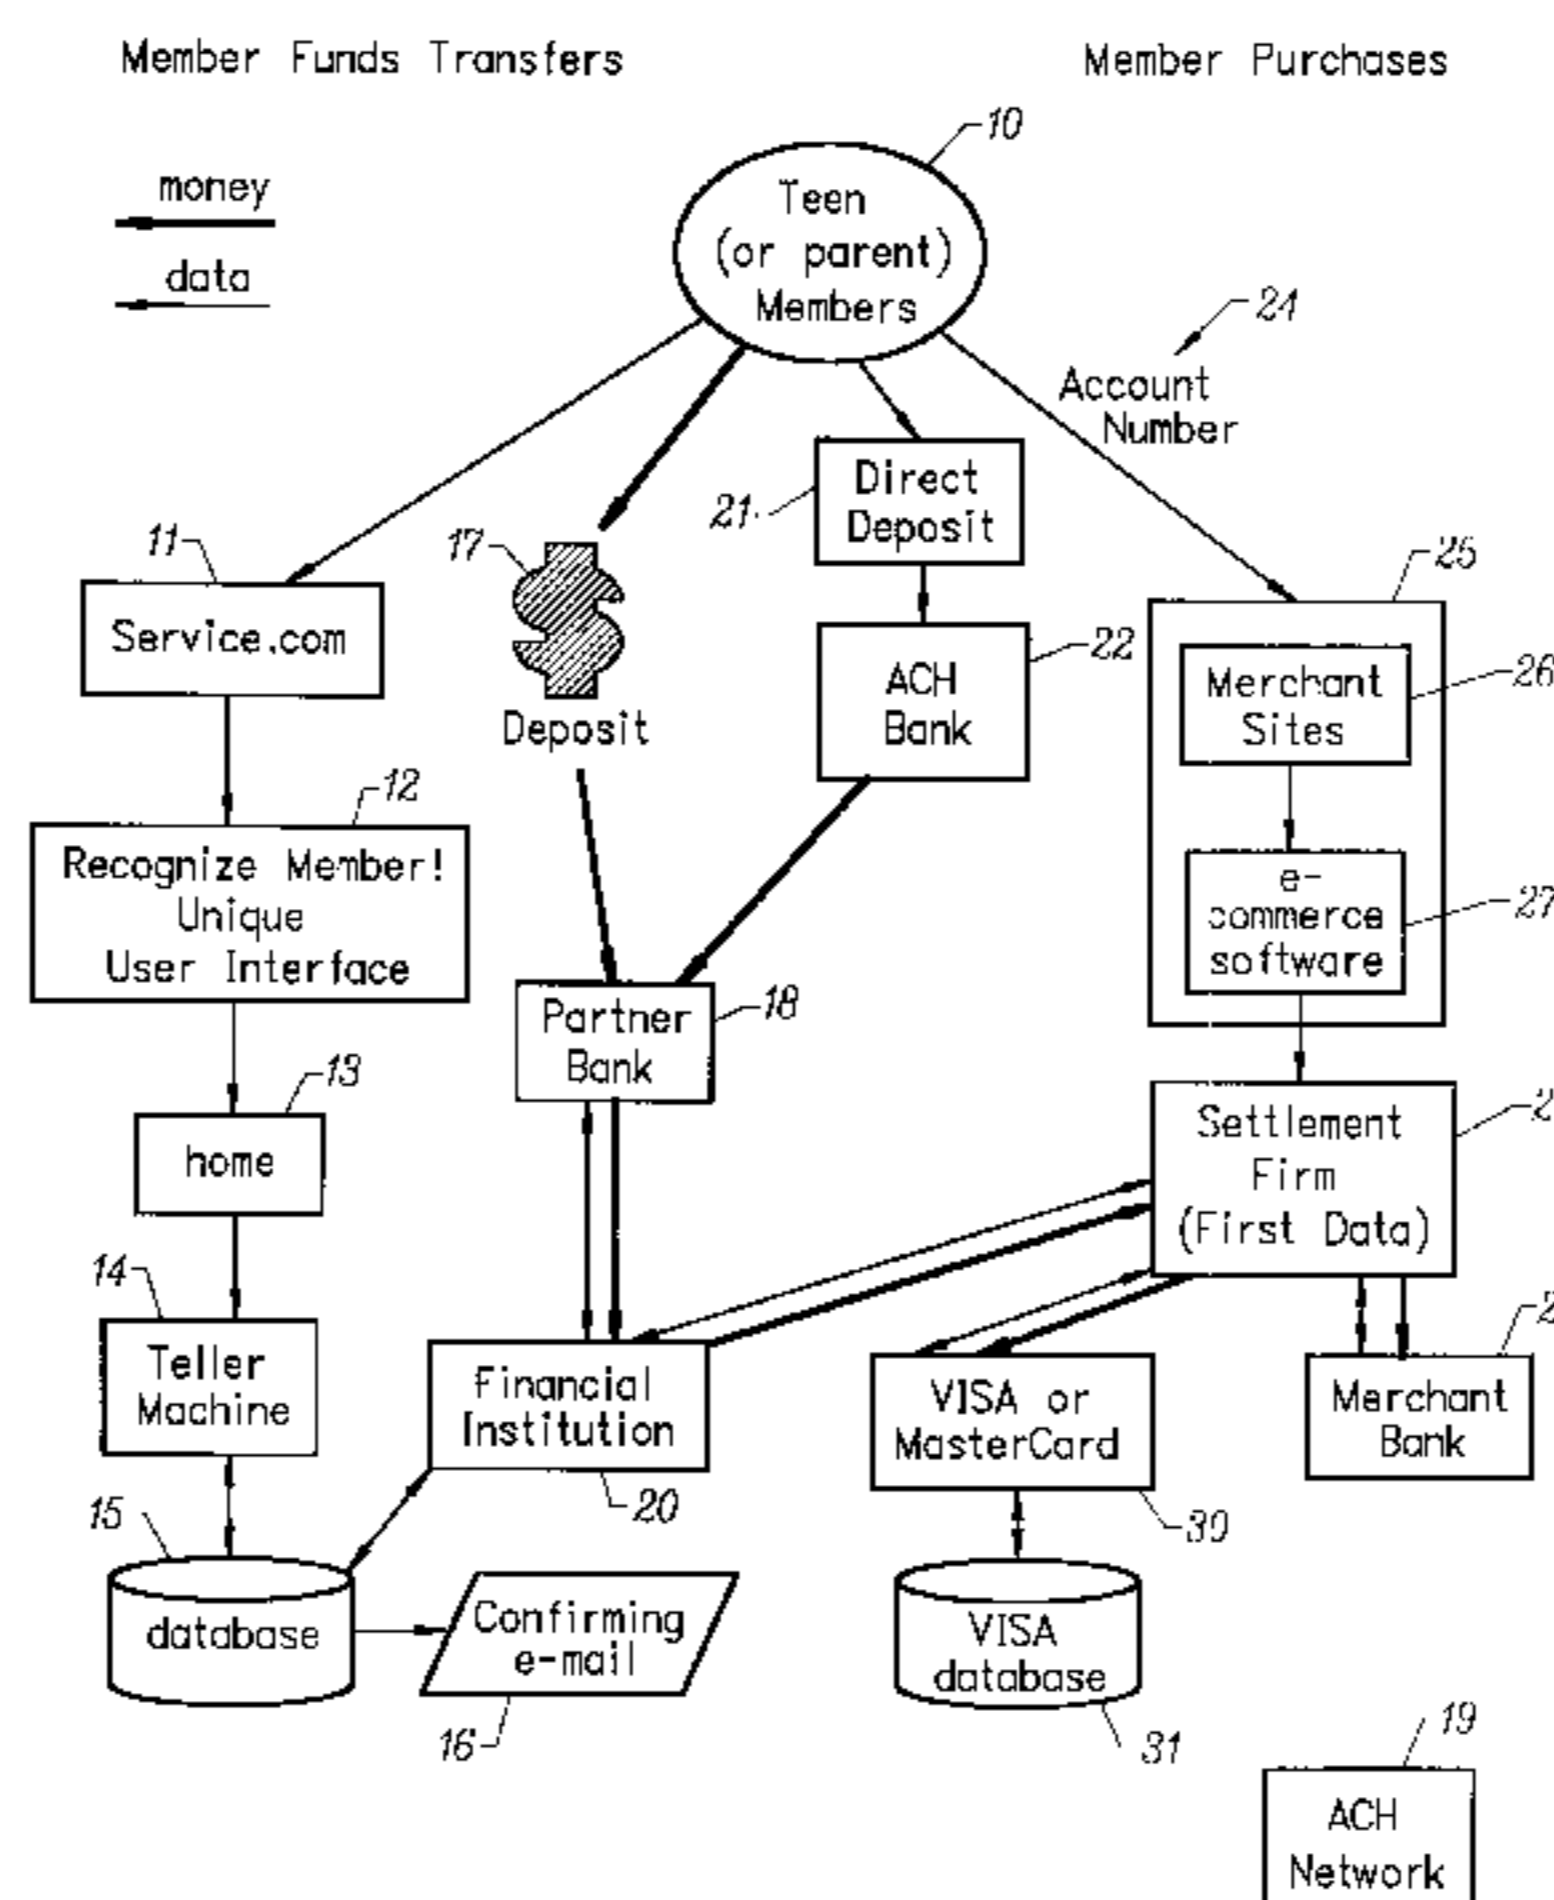 Member Funds Transfers
Member Purchases
10
money
data
Teen
(or parent)
Members
24
Account
Number
11
Service.com
17
Deposit
21
Direct
Deposit
22
ACH
Bank
25
26
Merchant
Sites
27
e-
commerce
software
12
Recognize Member!
Unique
User Interface
18
Partner
Bank
13
home
Settlement
Firm
(First Data)
14
Teller
Machine
Financial
Institution
20
VISA or
MasterCard
30
Merchant
Bank
15
database
Confirming
e-mail
16
VISA
database
31
19
ACH
Network